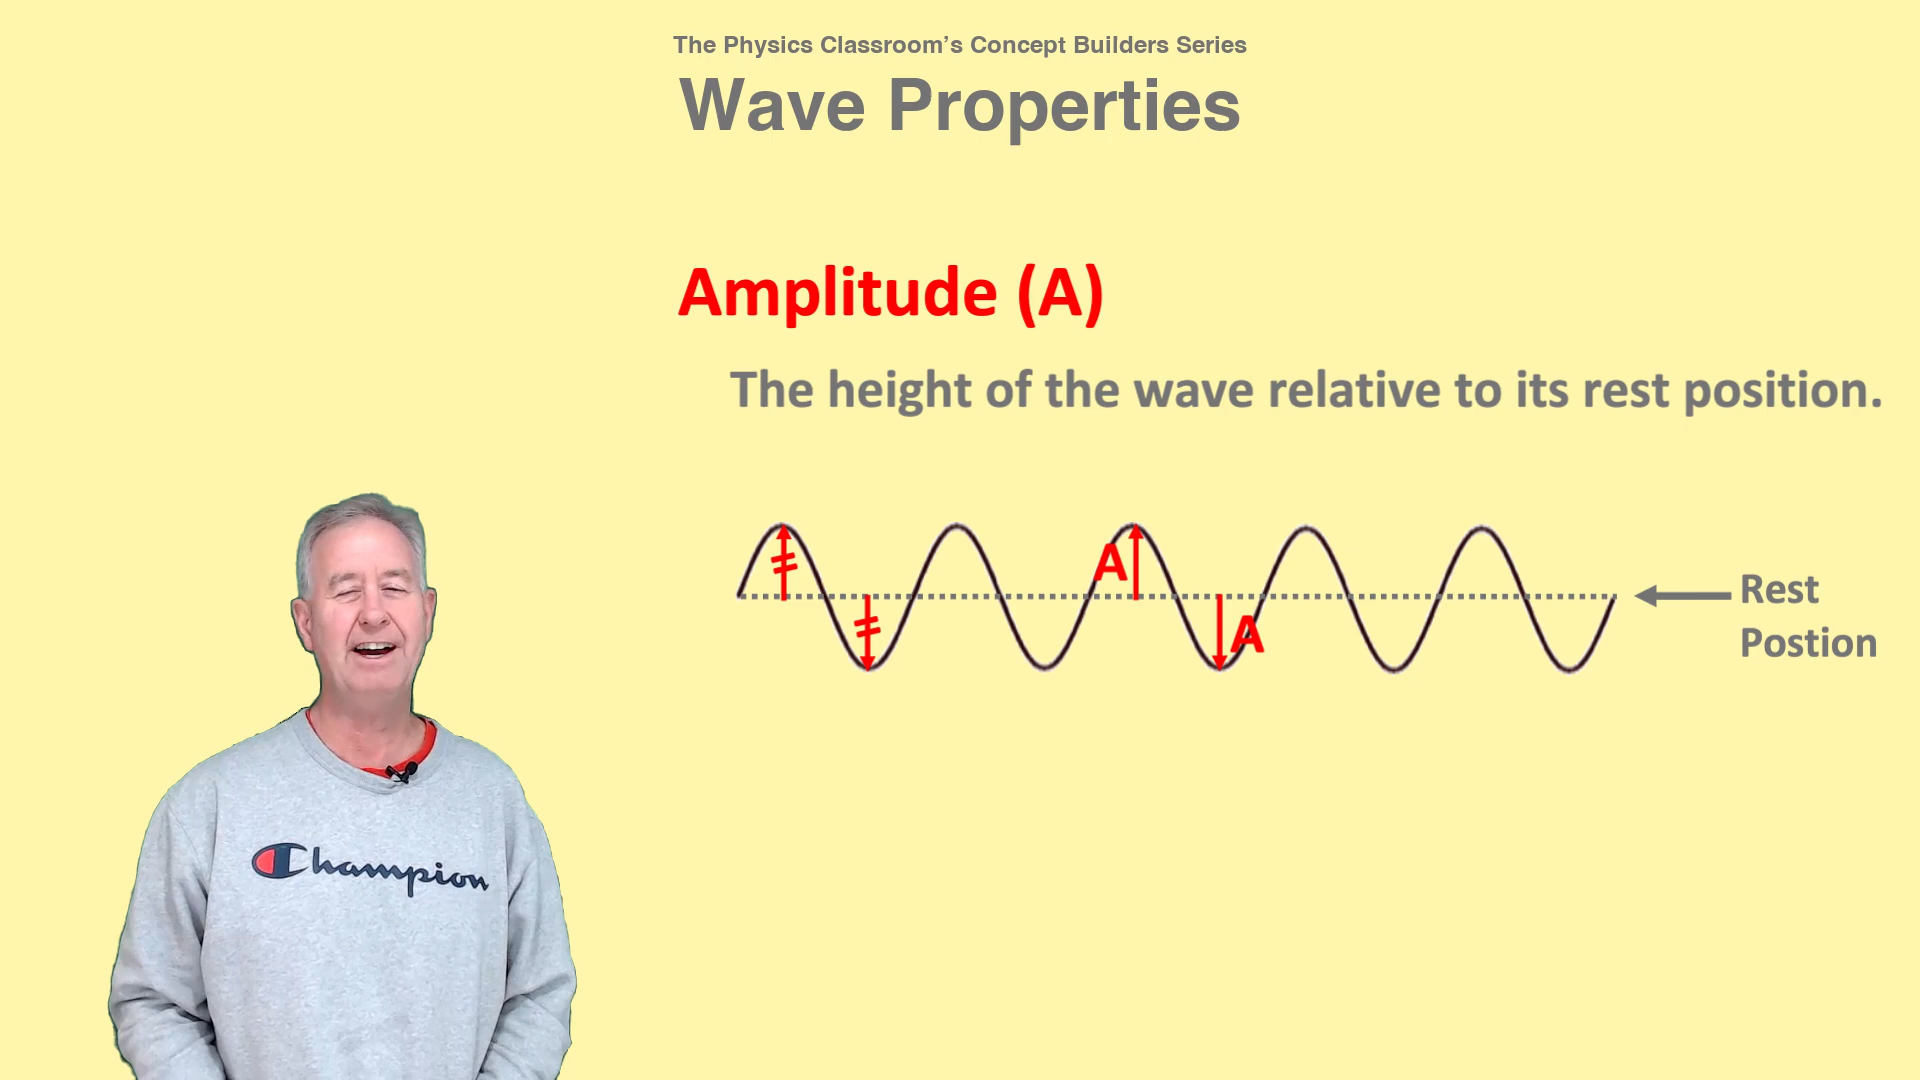 The Physics Classroom’s Concept Builders Series
Wave Properties
Amplitude (A)
The height of the wave relative to its rest position.
A
A
Rest
Postion
Champion